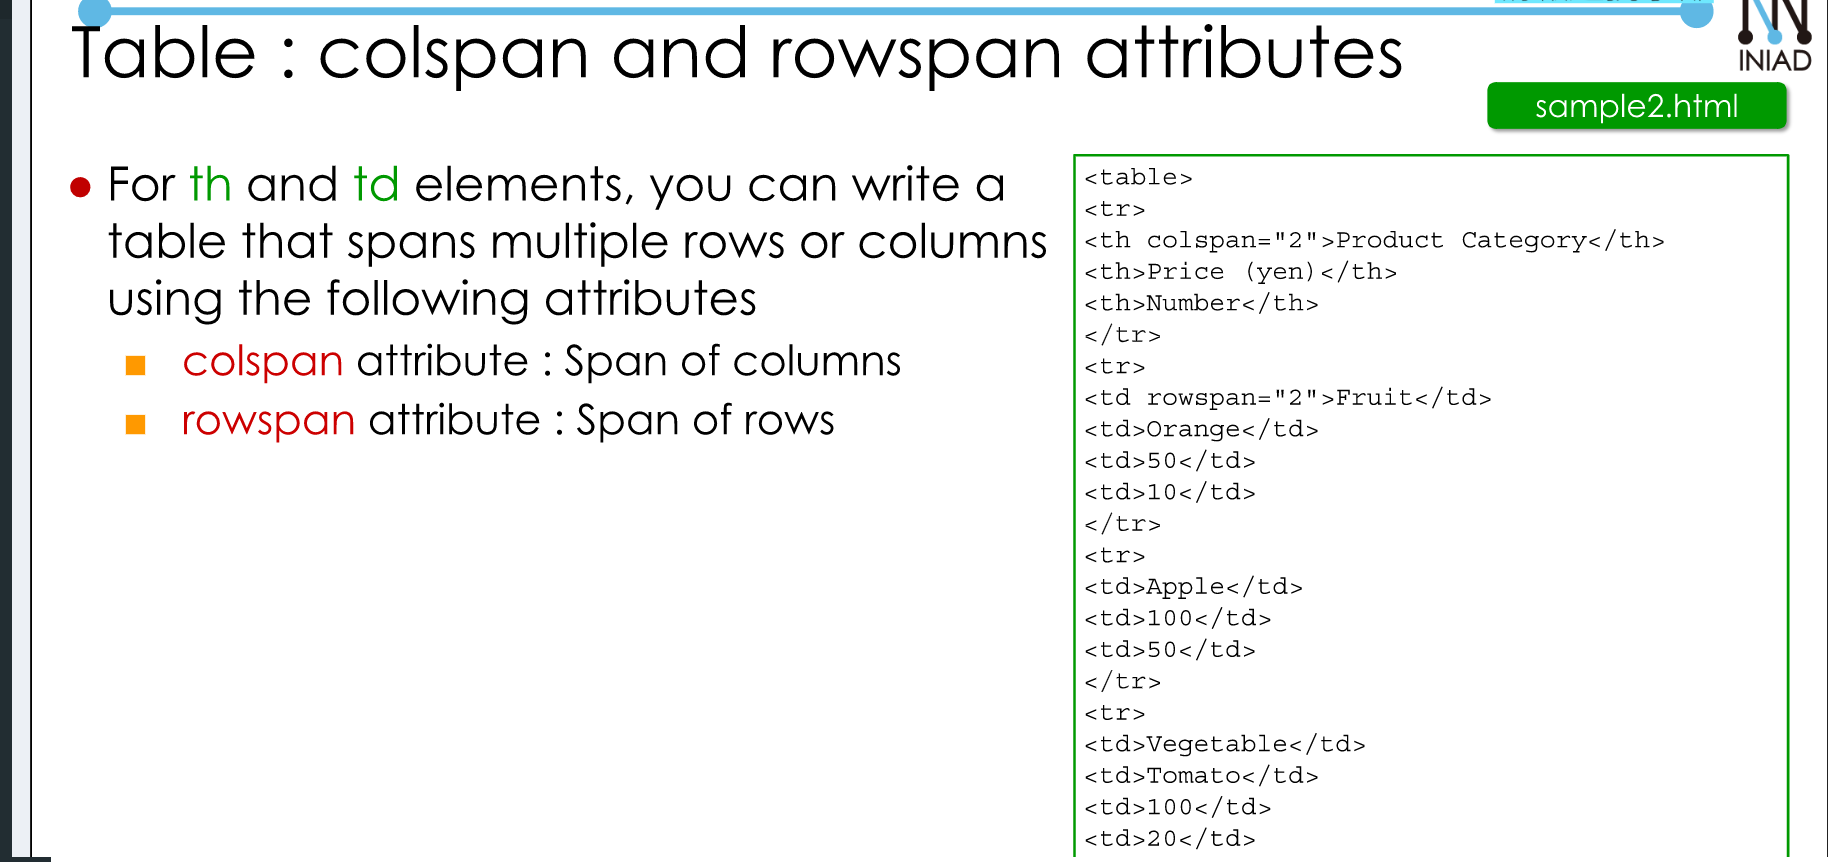 Table : colspan and rowspan attributes
INIAD
sample2.html
For th and td elements, you can write a
table that spans multiple rows or columns
using the following attributes
colspan attribute : Span of columns
rowspan attribute : Span of rows
<table>
<tr>
<th colspan="2">Product Category</th>
<th>Price (yen)</th>
<th>Number</th>
</tr>
<tr>
<td rowspan="2">Fruit</td>
<td>Orange</td>
<td>50</td>
<td>10</td>
</tr>
<tr>
<td>Apple</td>
<td>100</td>
<td>50</td>
</tr>
<tr>
<td>Vegetable</td>
<td>Tomato</td>
<td>100</td>
<td>20</td>